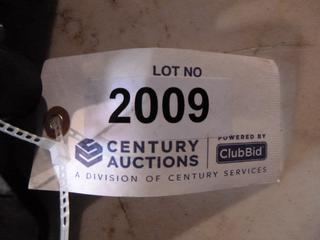 LOT NO
2009
CENTURY AUCTIONS
POWERED BY
ClubBid
A DIVISION OF CENTURY SERVICES